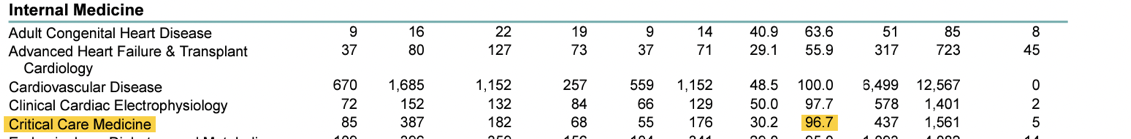 Internal Medicine
Adult Congenital Heart Disease 9 16 22 19 9 14 40.9 63.6 51 85 8
Advanced Heart Failure & Transplant 37 80 127 73 37 71 29.1 55.9 317 723 45
Cardiology
Cardiovascular Disease 670 1,685 1,152 257 559 1,152 48.5 100.0 6,499 12,567 0
Clinical Cardiac Electrophysiology 72 152 132 84 66 129 50.0 97.7 578 1,401 2
Critical Care Medicine 85 387 182 68 55 176 30.2 96.7 437 1,561 5